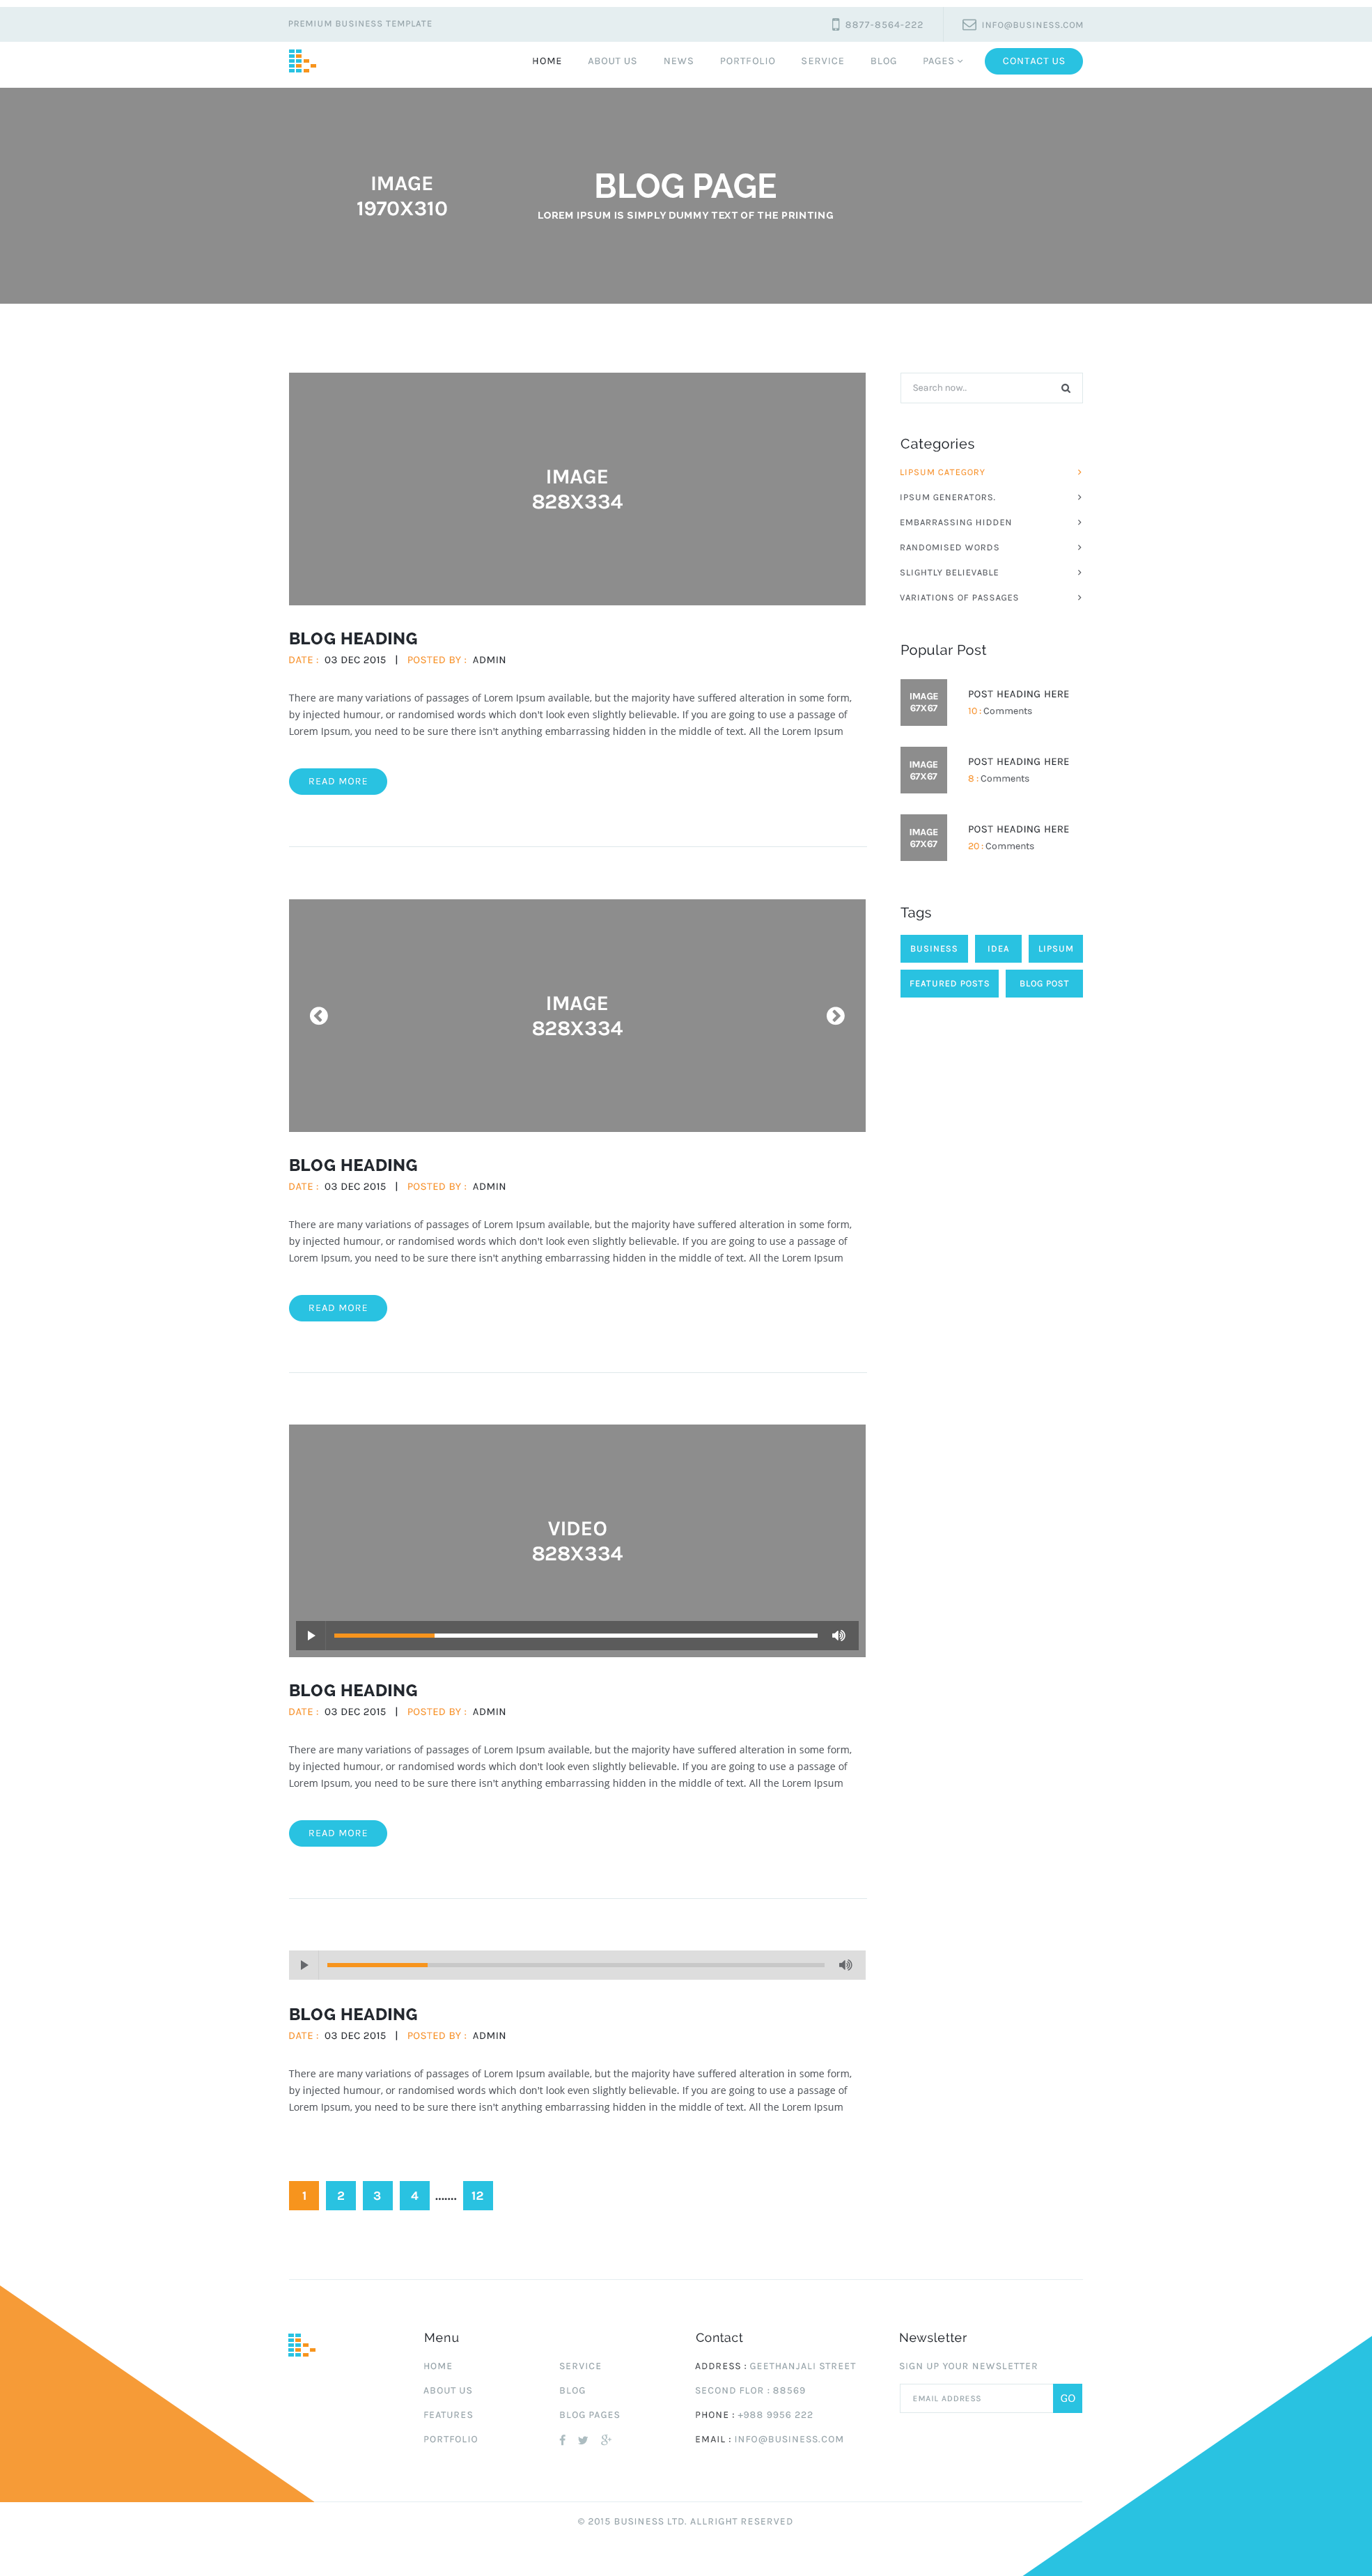 PREMIUM BUSINESS TEMPLATE
8877-8564-222
INFO@BUSINESS.COM
HOME
ABOUT US
NEWS
PORTFOLIO
SERVICE
BLOG
PAGES
CONTACT US
IMAGE
1970X310
BLOG PAGE
LOREM IPSUM IS SIMPLY DUMMY TEXT OF THE PRINTING
IMAGE
828X334
BLOG HEADING
DATE : 03 DEC 2015 | POSTED BY : ADMIN
There are many variations of passages of Lorem Ipsum available, but the majority have suffered alteration in some form,
by injected humour, or randomised words which don't look even slightly believable. If you are going to use a passage of
Lorem Ipsum, you need to be sure there isn't anything embarrassing hidden in the middle of text. All the Lorem Ipsum
READ MORE
IMAGE
828X334
BLOG HEADING
DATE : 03 DEC 2015 | POSTED BY : ADMIN
There are many variations of passages of Lorem Ipsum available, but the majority have suffered alteration in some form,
by injected humour, or randomised words which don't look even slightly believable. If you are going to use a passage of
Lorem Ipsum, you need to be sure there isn't anything embarrassing hidden in the middle of text. All the Lorem Ipsum
READ MORE
VIDEO
828X334
BLOG HEADING
DATE : 03 DEC 2015 | POSTED BY : ADMIN
There are many variations of passages of Lorem Ipsum available, but the majority have suffered alteration in some form,
by injected humour, or randomised words which don't look even slightly believable. If you are going to use a passage of
Lorem Ipsum, you need to be sure there isn't anything embarrassing hidden in the middle of text. All the Lorem Ipsum
READ MORE
BLOG HEADING
DATE : 03 DEC 2015 | POSTED BY : ADMIN
There are many variations of passages of Lorem Ipsum available, but the majority have suffered alteration in some form,
by injected humour, or randomised words which don't look even slightly believable. If you are going to use a passage of
Lorem Ipsum, you need to be sure there isn't anything embarrassing hidden in the middle of text. All the Lorem Ipsum
1 2 3 4 ....... 12
Search now..
Categories
LIPSUM CATEGORY
IPSUM GENERATORS.
EMBARRASSING HIDDEN
RANDOMISED WORDS
SLIGHTLY BELIEVABLE
VARIATIONS OF PASSAGES
Popular Post
IMAGE
67X67
POST HEADING HERE
10 : Comments
IMAGE
67X67
POST HEADING HERE
8 : Comments
IMAGE
67X67
POST HEADING HERE
20 : Comments
Tags
BUSINESS
IDEA
LIPSUM
FEATURED POSTS
BLOG POST
Menu
HOME
ABOUT US
FEATURES
PORTFOLIO
SERVICE
BLOG
BLOG PAGES
Contact
ADDRESS : GEETHANJALI STREET
SECOND FLOR : 88569
PHONE : +988 9956 222
EMAIL : INFO@BUSINESS.COM
Newsletter
SIGN UP YOUR NEWSLETTER
EMAIL ADDRESS
GO
© 2015 BUSINESS LTD. ALLRIGHT RESERVED